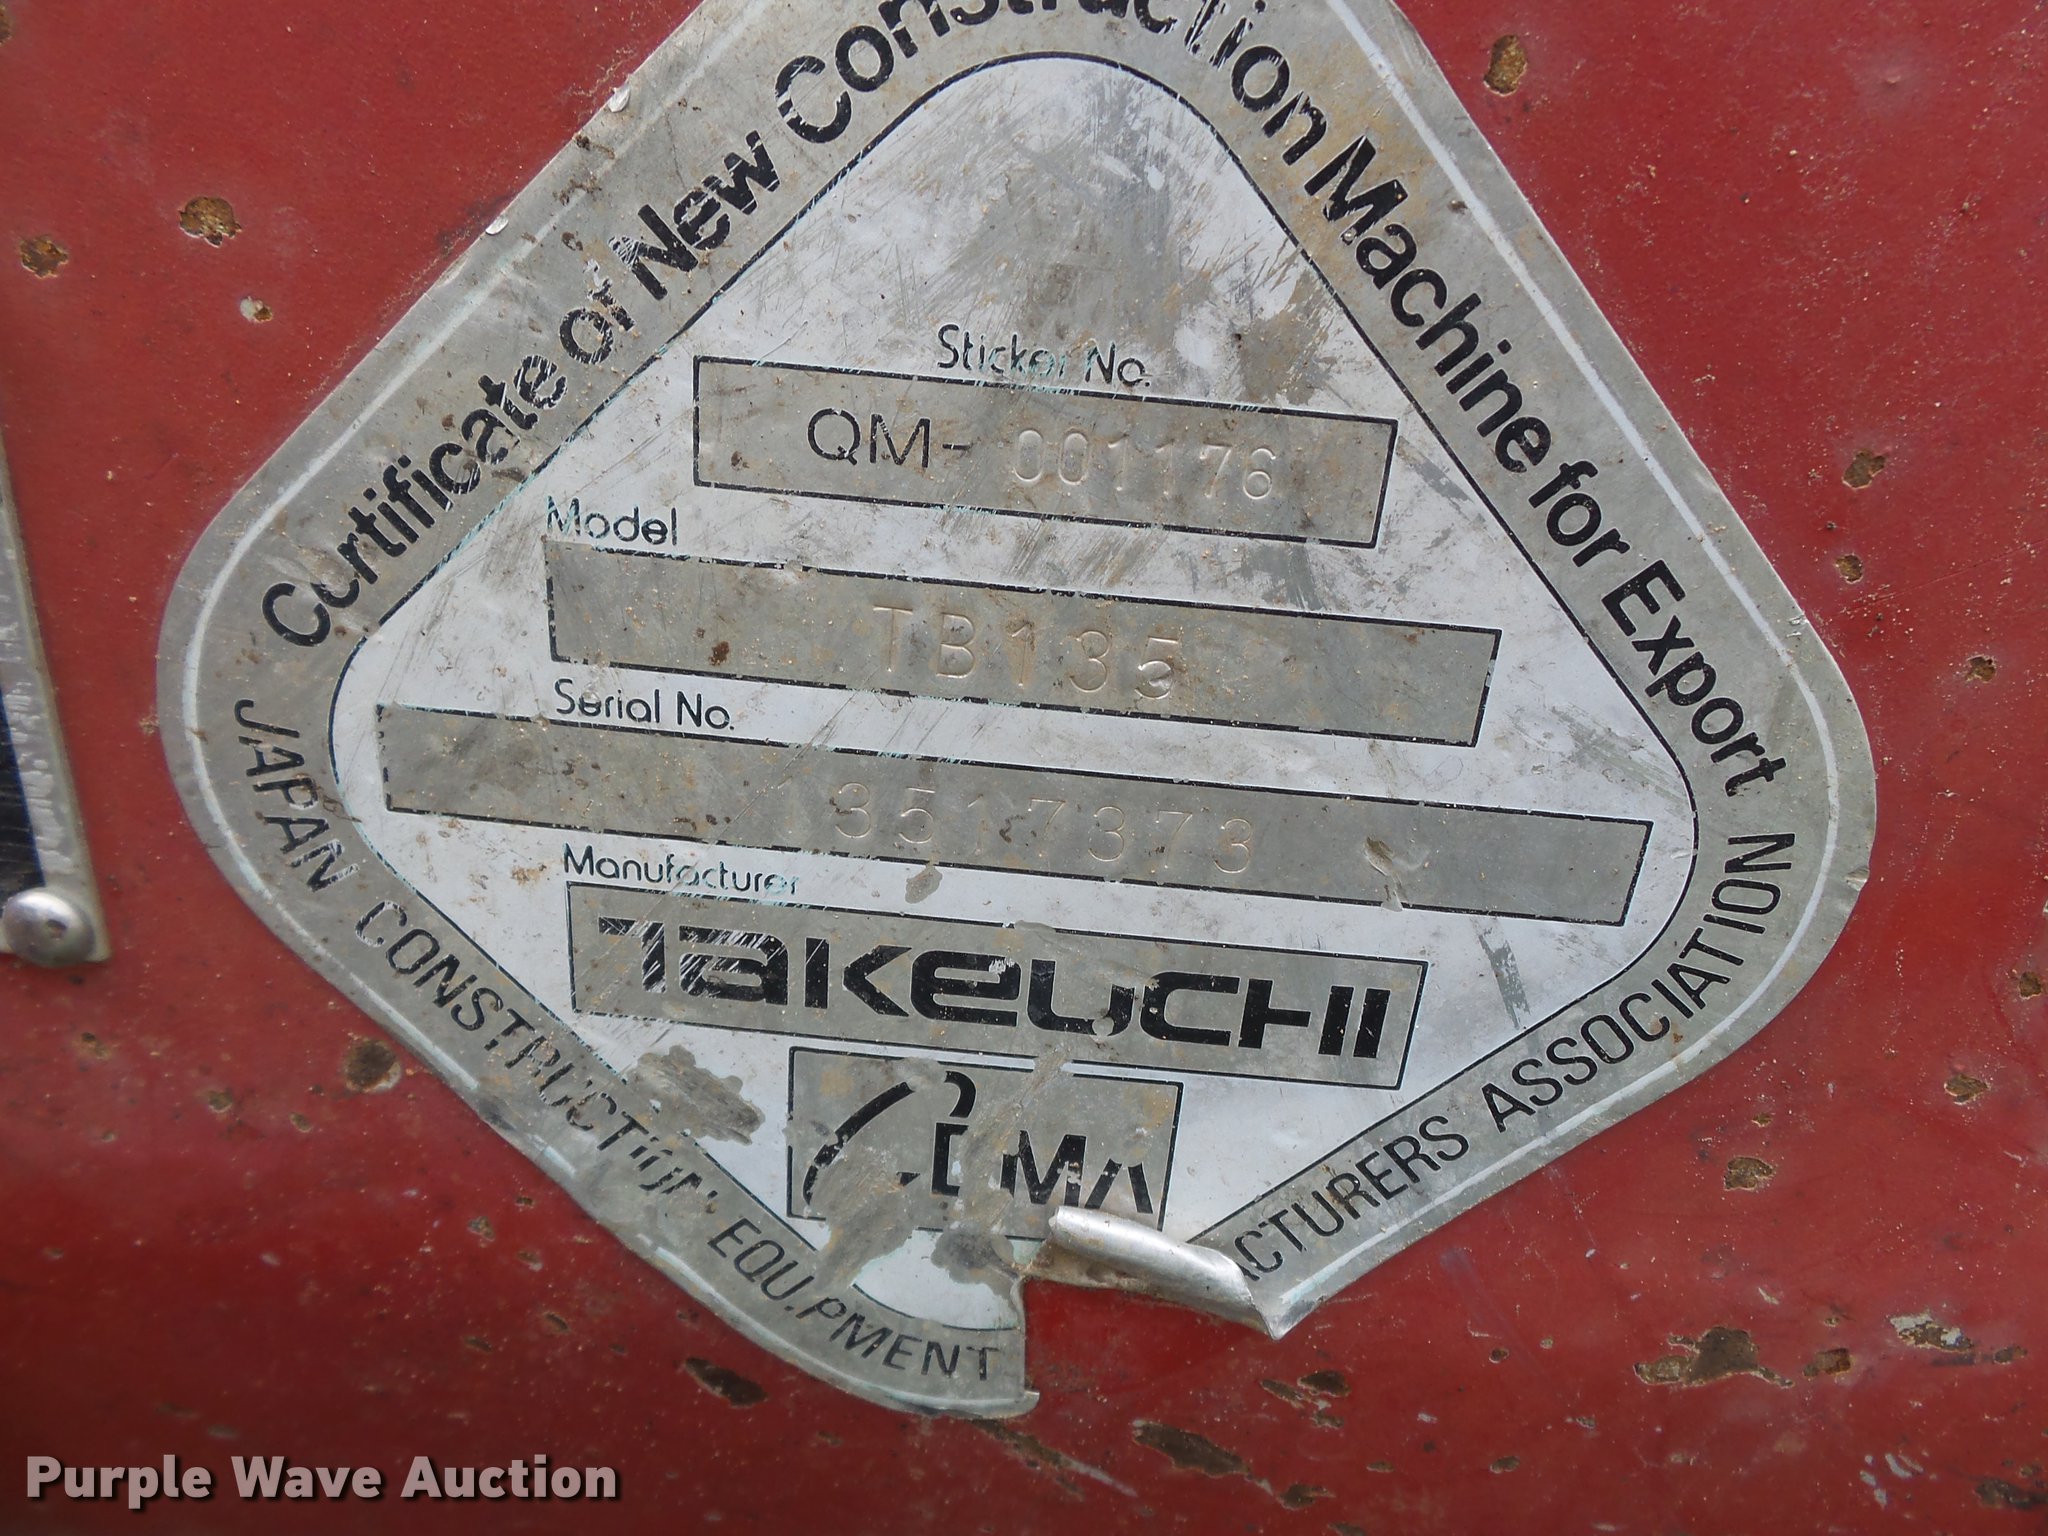 Certificate of New Construction Machine for Export
Sticker No.
QM- 001176
Model
TB135
Serial No.
13517373
Manufacturer
TAKEUCHI
JAPAN CONSTRUCTION EQUIPMENT ACTURERS ASSOCIATION
Purple Wave Auction